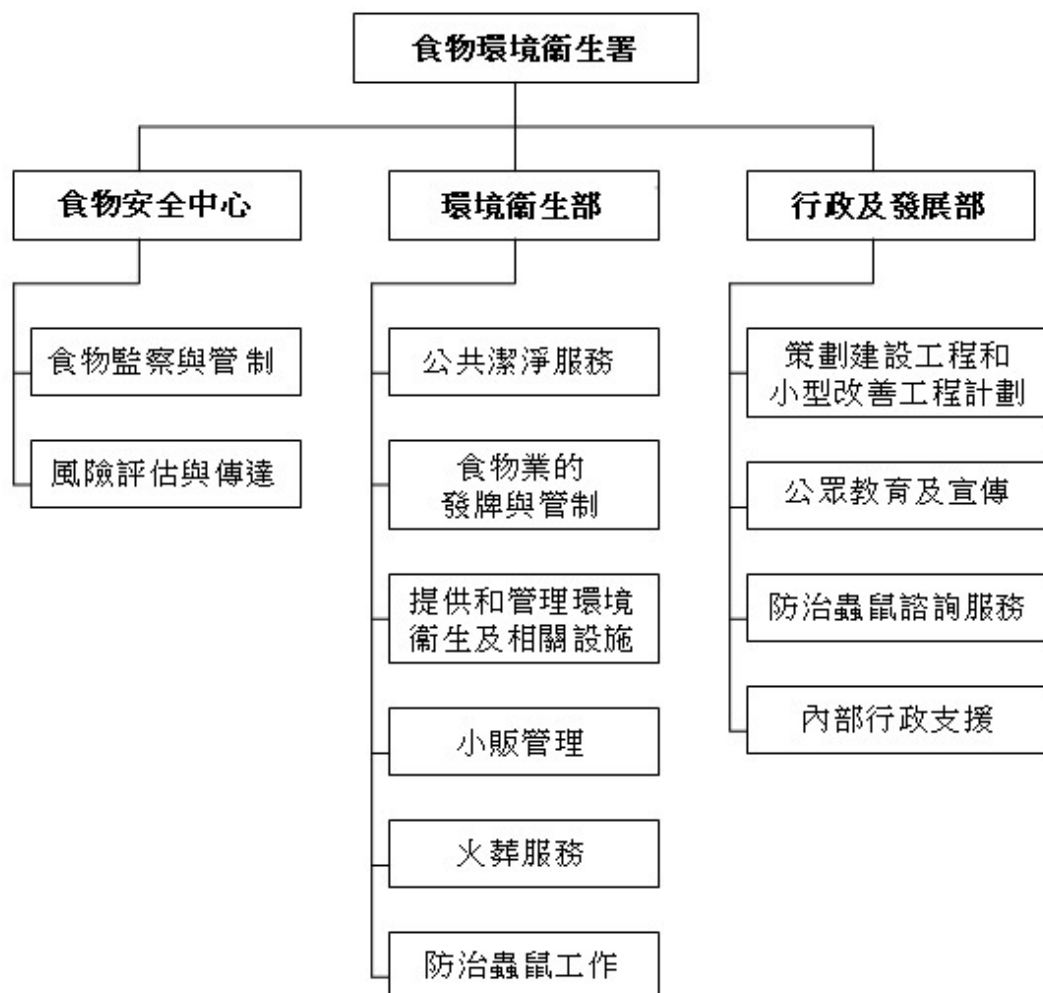 食物環境衞生署
食物安全中心
環境衞生部
行政及發展部
食物監察與管制
風險評估與傳達
公共潔淨服務
食物業的
發牌與管制
提供和管理環境
衞生及相關設施
小販管理
火葬服務
防治蟲鼠工作
策劃建設工程和
小型改善工程計劃
公眾教育及宣傳
防治蟲鼠諮詢服務
內部行政支援